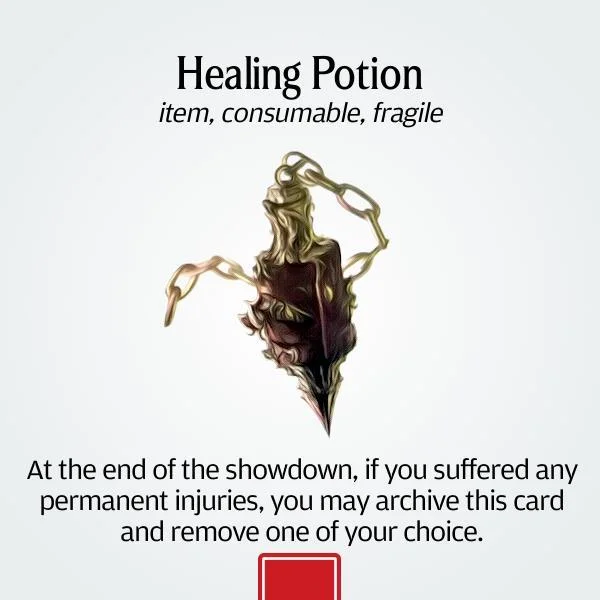 Healing Potion
item, consumable, fragile
At the end of the showdown, if you suffered any
permanent injuries, you may archive this card
and remove one of your choice.